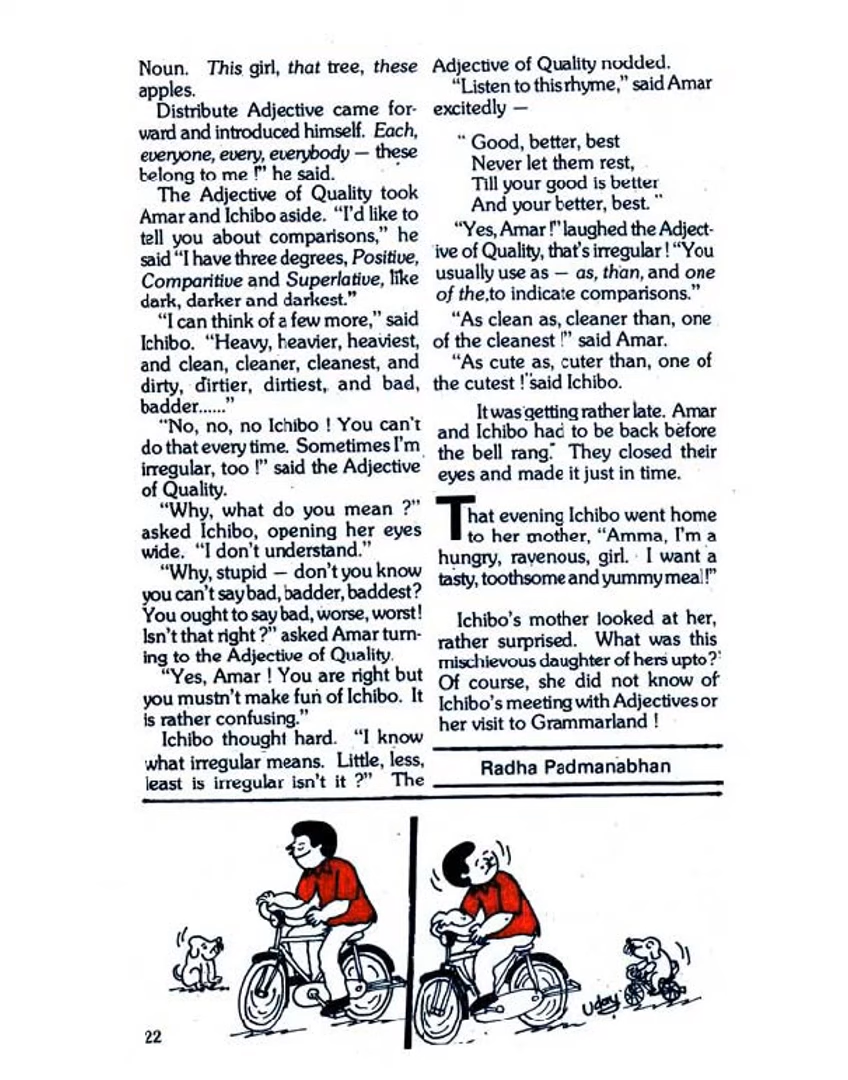 Noun. This girl, that tree, these
apples.
Distribute Adjective came for-
ward and introduced himself. Each,
everyone, every, everybody — these
belong to me !" he said.
The Adjective of Quality took
Amar and Ichibo aside. "I'd like to
tell you about comparisons," he
said "I have three degrees, Positive,
Comparitive and Superlative, like
dark, darker and darkest."
"I can think of a few more," said
Ichibo. "Heavy, heavier, heaviest,
and clean, cleaner, cleanest, and
dirty, dirtier, dirtiest, and bad,
badder......"
"No, no, no Ichibo ! You can't
do that every time. Sometimes I'm
irregular, too !" said the Adjective
of Quality.
"Why, what do you mean ?"
asked Ichibo, opening her eyes
wide. "I don't understand."
"Why, stupid — don't you know
you can't say bad, badder, baddest?
You ought to say bad, worse, worst!
Isn't that right ?" asked Amar turn-
ing to the Adjective of Quality.
"Yes, Amar ! You are right but
you mustn't make fun of Ichibo. It
is rather confusing."
Ichibo thought hard. "I know
what irregular means. Little, less,
least is irregular isn't it ?" The
Adjective of Quality nodded.
"Listen to this rhyme," said Amar
excitedly —
" Good, better, best
Never let them rest,
Till your good is better
And your better, best. "
"Yes, Amar !" laughed the Adject-
ive of Quality, that's irregular ! "You
usually use as — as, than, and one
of the,to indicate comparisons."
"As clean as, cleaner than, one
of the cleanest !" said Amar.
"As cute as, cuter than, one of
the cutest !"said Ichibo.
It was getting rather late. Amar
and Ichibo had to be back before
the bell rang. They closed their
eyes and made it just in time.
That evening Ichibo went home
to her mother, "Amma, I'm a
hungry, ravenous, girl. I want a
tasty, toothsome and yummy meal!"
Ichibo's mother looked at her,
rather surprised. What was this
mischievous daughter of hers upto?'
Of course, she did not know of
Ichibo's meeting with Adjectives or
her visit to Grammarland !
Radha Padmanabhan
Uday
22